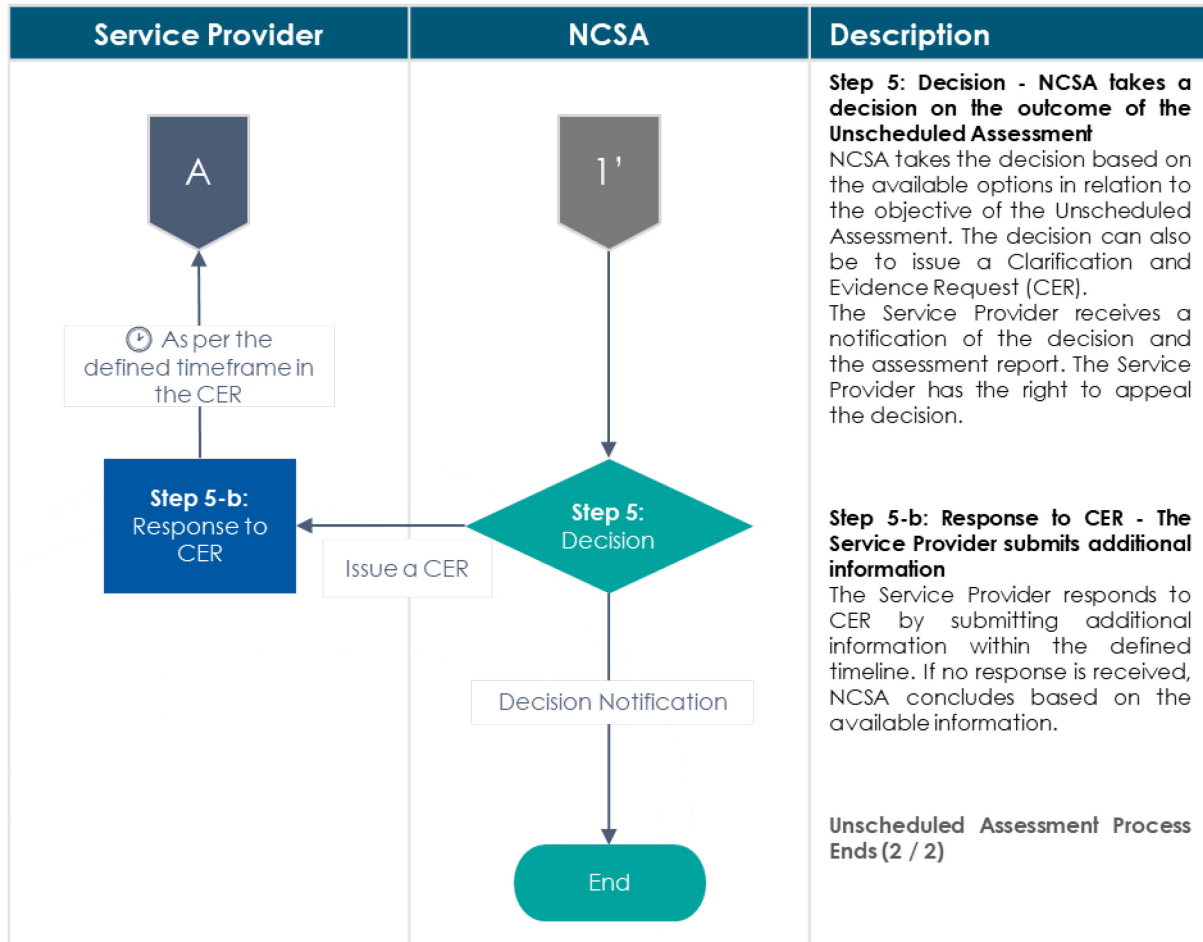 Service Provider
NCSA
Description
A
1’
As per the
defined timeframe in
the CER
Step 5-b:
Response to
CER
Issue a CER
Step 5:
Decision
Decision Notification
End
Step 5: Decision - NCSA takes a
decision on the outcome of the
Unscheduled Assessment
NCSA takes the decision based on
the available options in relation to
the objective of the Unscheduled
Assessment. The decision can also
be to issue a Clarification and
Evidence Request (CER).
The Service Provider receives a
notification of the decision and
the assessment report. The Service
Provider has the right to appeal
the decision.
Step 5-b: Response to CER - The
Service Provider submits additional
information
The Service Provider responds to
CER by submitting additional
information within the defined
timeline. If no response is received,
NCSA concludes based on the
available information.
Unscheduled Assessment Process
Ends (2 / 2)